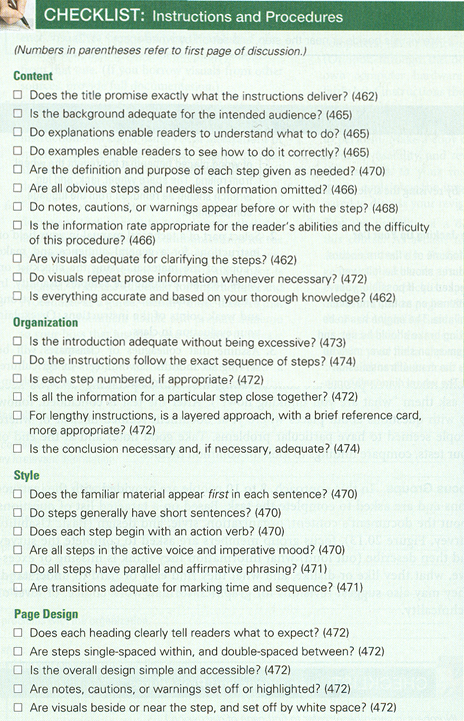 CHECKLIST: Instructions and Procedures
(Numbers in parentheses refer to first page of discussion.)
Content
☐ Does the title promise exactly what the instructions deliver? (462)
☐ Is the background adequate for the intended audience? (465)
☐ Do explanations enable readers to understand what to do? (465)
☐ Do examples enable readers to see how to do it correctly? (465)
☐ Are the definition and purpose of each step given as needed? (470)
☐ Are all obvious steps and needless information omitted? (466)
☐ Do notes, cautions, or warnings appear before or with the step? (468)
☐ Is the information rate appropriate for the reader's abilities and the difficulty
of this procedure? (466)
☐ Are visuals adequate for clarifying the steps? (462)
☐ Do visuals repeat prose information whenever necessary? (472)
☐ Is everything accurate and based on your thorough knowledge? (462)
Organization
☐ Is the introduction adequate without being excessive? (473)
☐ Do the instructions follow the exact sequence of steps? (474)
☐ Is each step numbered, if appropriate? (472)
☐ Is all the information for a particular step close together? (472)
☐ For lengthy instructions, is a layered approach, with a brief reference card,
more appropriate? (472)
☐ Is the conclusion necessary and, if necessary, adequate? (474)
Style
☐ Does the familiar material appear first in each sentence? (470)
☐ Do steps generally have short sentences? (470)
☐ Does each step begin with an action verb? (470)
☐ Are all steps in the active voice and imperative mood? (470)
☐ Do all steps have parallel and affirmative phrasing? (471)
☐ Are transitions adequate for marking time and sequence? (471)
Page Design
☐ Does each heading clearly tell readers what to expect? (472)
☐ Are steps single-spaced within, and double-spaced between? (472)
☐ Is the overall design simple and accessible? (472)
☐ Are notes, cautions, or warnings set off or highlighted? (472)
☐ Are visuals beside or near the step, and set off by white space? (472)